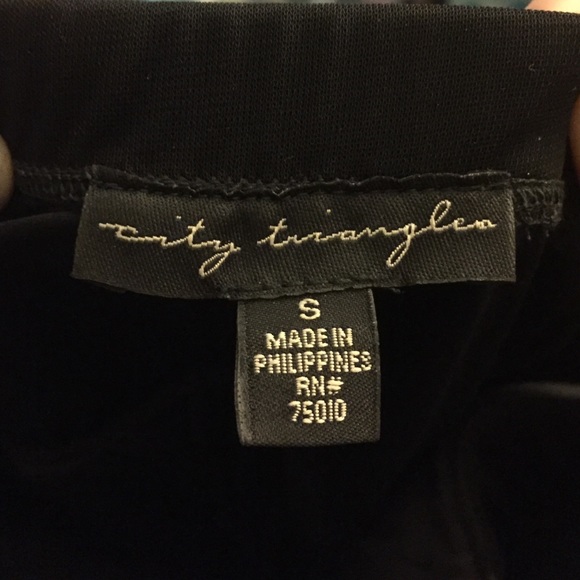 city triangles
S
MADE IN
PHILIPPINES
RN#
75010